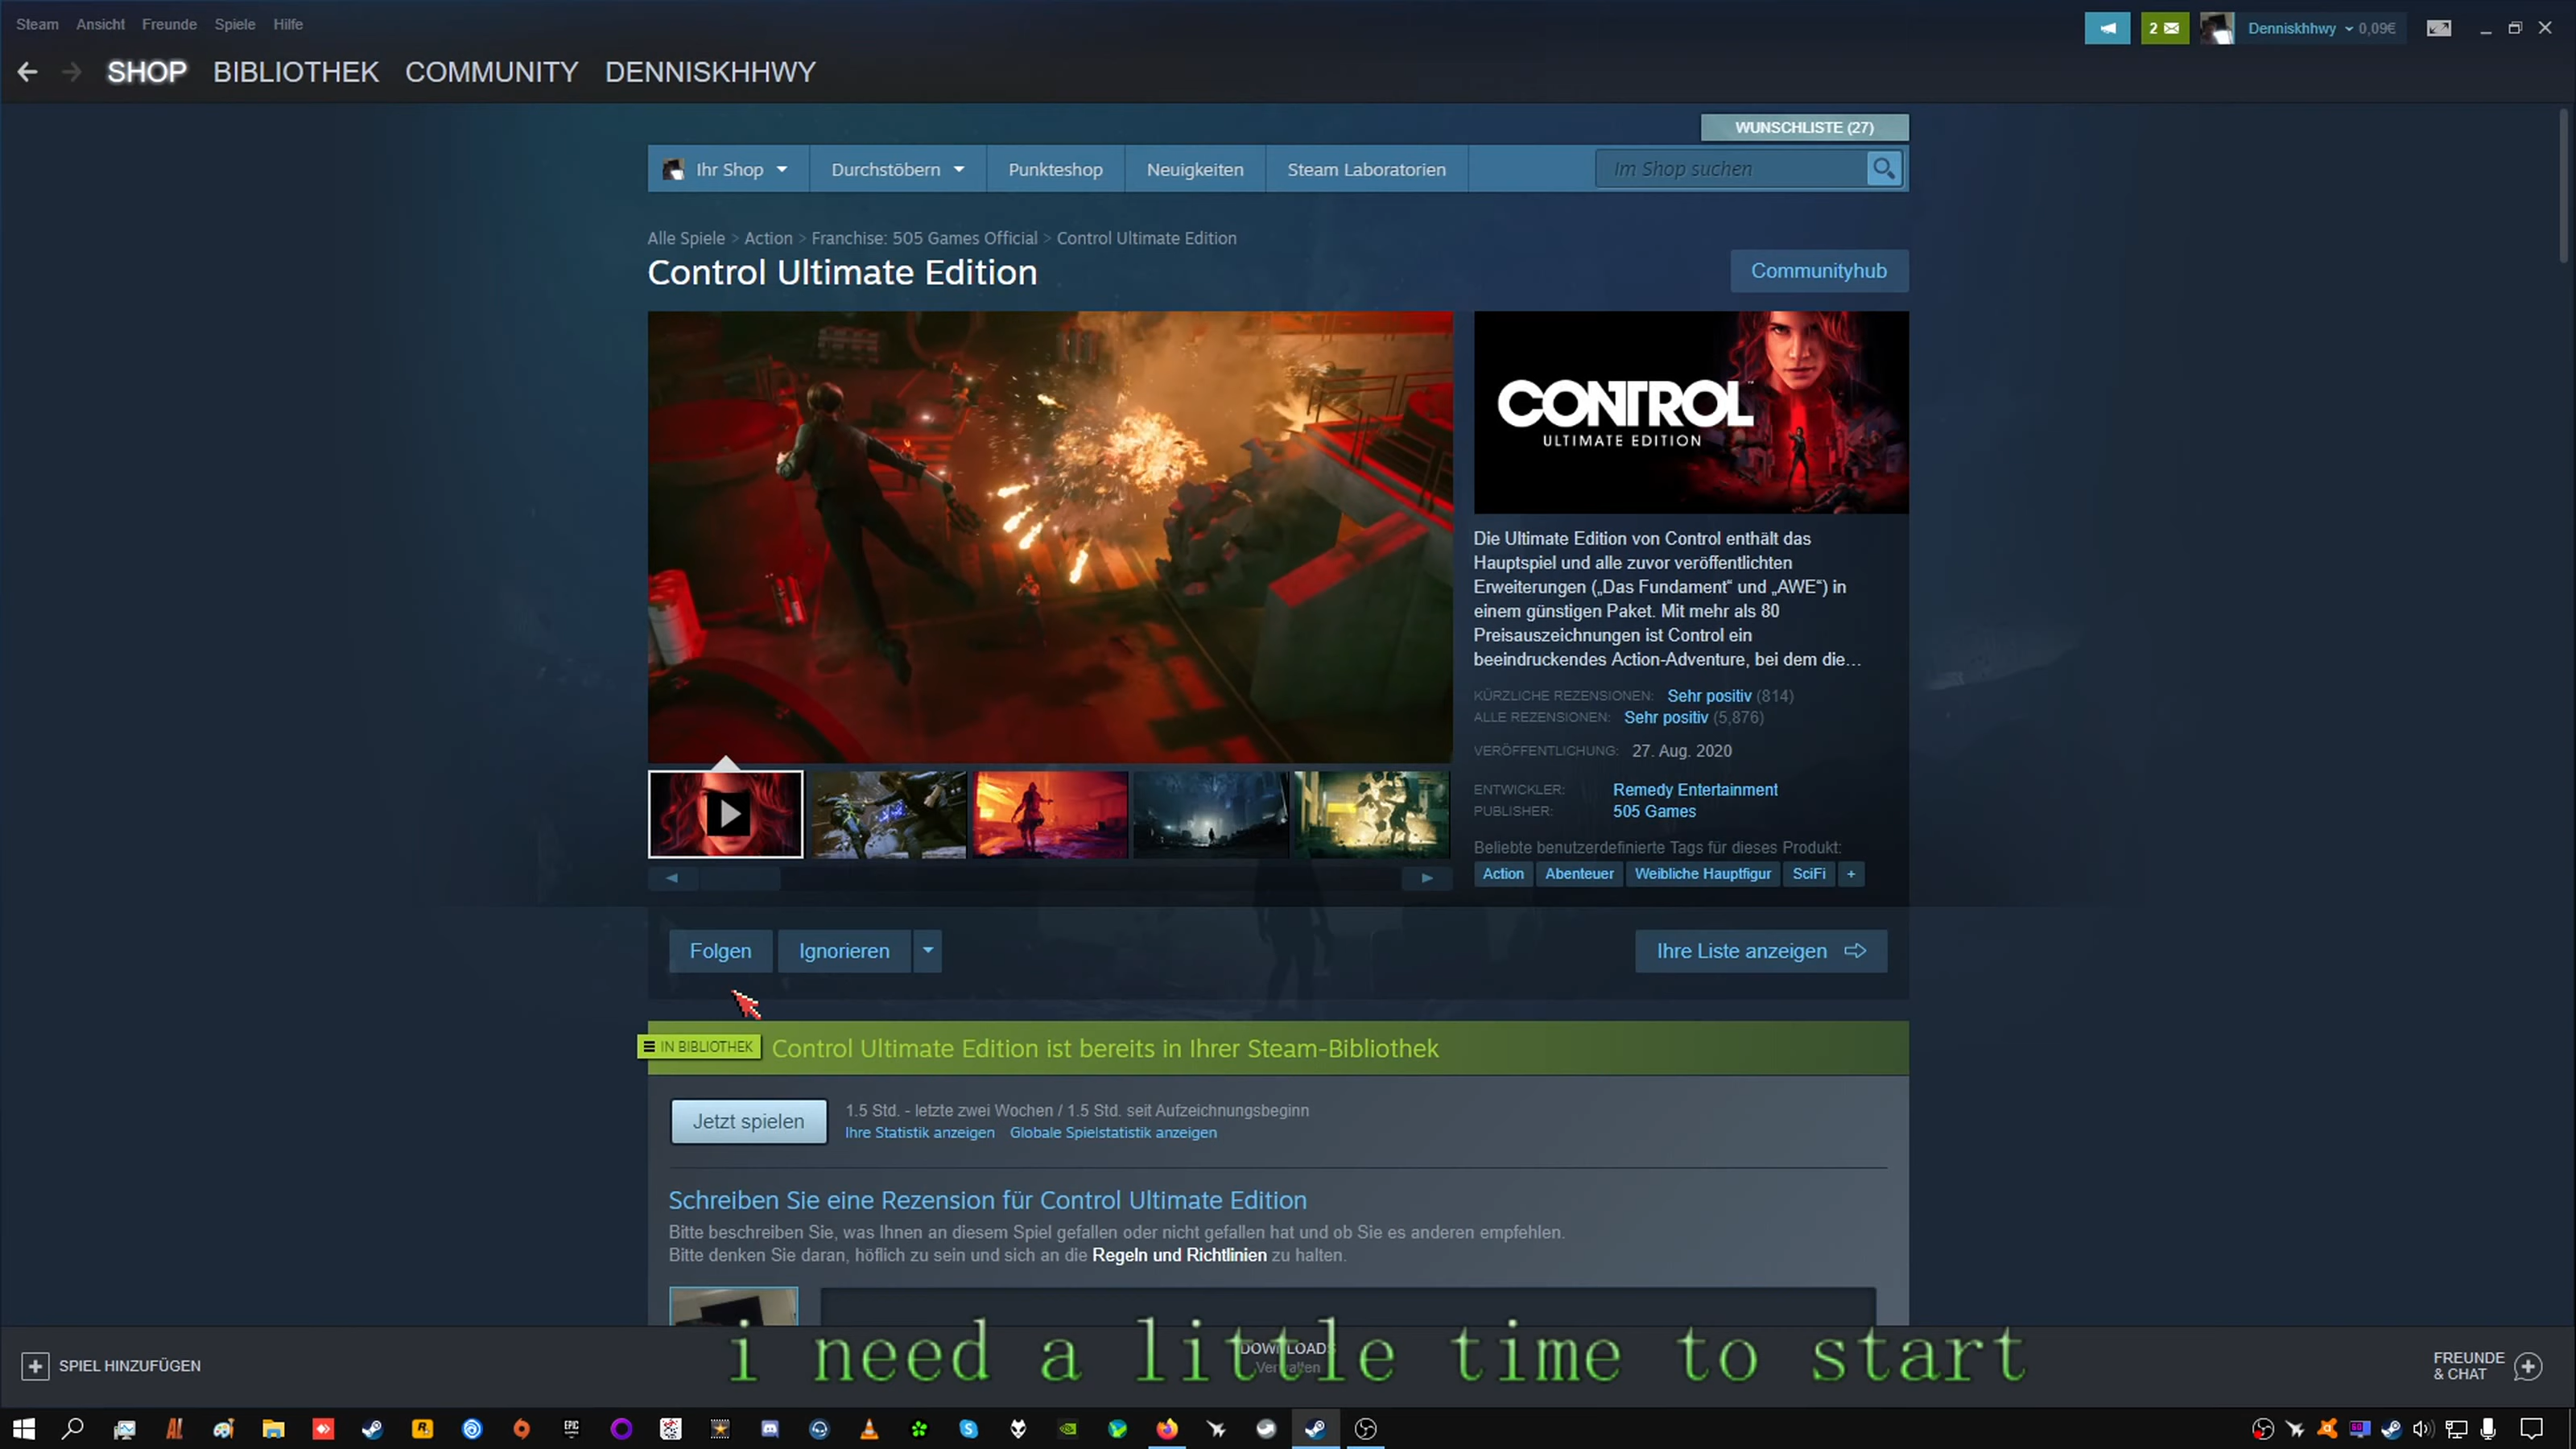 Steam Ansicht Freunde Spiele Hilfe
2
Denniskhhwy 0,09€
SHOP BIBLIOTHEK COMMUNITY DENNISKHHWY
WUNSCHLISTE (27)
Ihr Shop Durchstöbern Punkteshop Neuigkeiten Steam Laboratorien Im Shop suchen
Alle Spiele > Action > Franchise: 505 Games Official > Control Ultimate Edition
Control Ultimate Edition
Communityhub
CONTROL
ULTIMATE EDITION
Die Ultimate Edition von Control enthält das
Hauptspiel und alle zuvor veröffentlichten
Erweiterungen („Das Fundament“ und „AWE“) in
einem günstigen Paket. Mit mehr als 80
Preisauszeichnungen ist Control ein
beeindruckendes Action-Adventure, bei dem die...
KÜRZLICHE REZENSIONEN: Sehr positiv (814)
ALLE REZENSIONEN: Sehr positiv (5,876)
VERÖFFENTLICHUNG: 27. Aug. 2020
ENTWICKLER: Remedy Entertainment
PUBLISHER: 505 Games
Beliebte benutzerdefinierte Tags für dieses Produkt:
Action Abenteuer Weibliche Hauptfigur SciFi +
Folgen Ignorieren Ihre Liste anzeigen
IN BIBLIOTHEK Control Ultimate Edition ist bereits in Ihrer Steam-Bibliothek
Jetzt spielen
1.5 Std. - letzte zwei Wochen / 1.5 Std. seit Aufzeichnungsbeginn
Ihre Statistik anzeigen Globale Spielstatistik anzeigen
Schreiben Sie eine Rezension für Control Ultimate Edition
Bitte beschreiben Sie, was Ihnen an diesem Spiel gefallen oder nicht gefallen hat und ob Sie es anderen empfehlen.
Bitte denken Sie daran, höflich zu sein und sich an die Regeln und Richtlinien zu halten.
i need a little time to start
SPIEL HINZUFÜGEN
DOWNLOADS
Verwalten
FREUNDE
& CHAT
EPIC